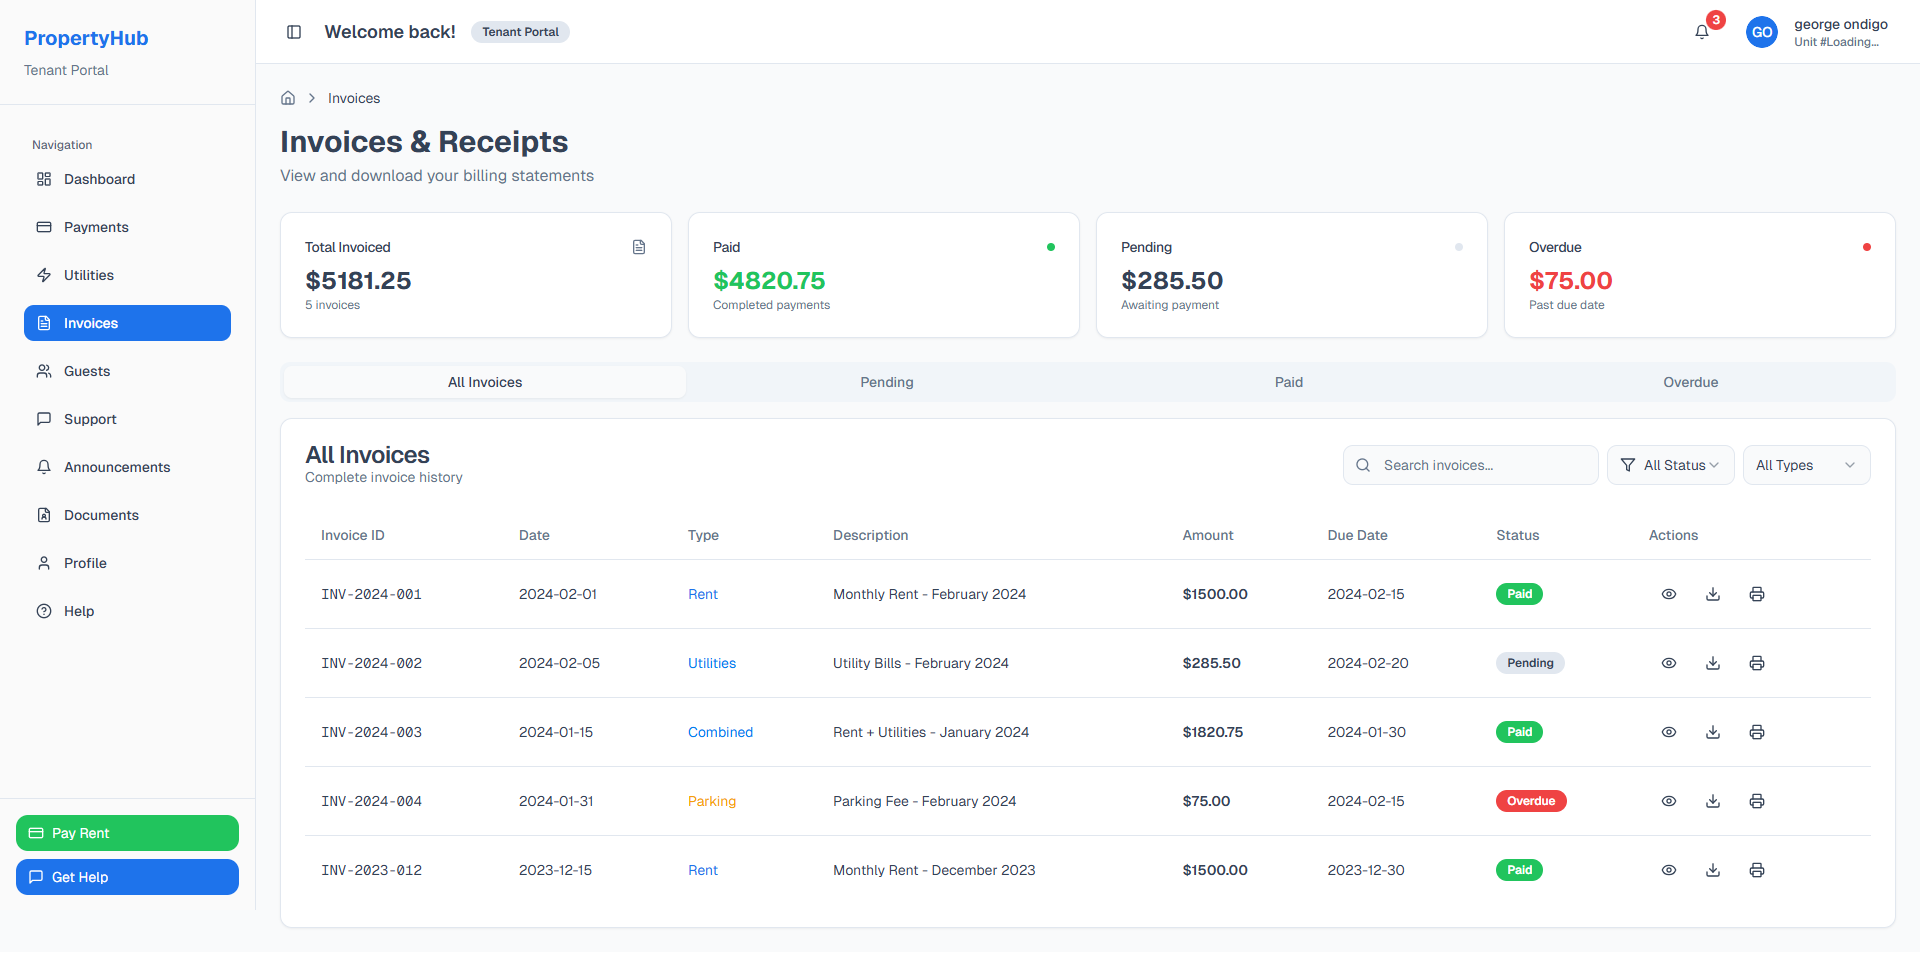 PropertyHub
Tenant Portal
Navigation
Dashboard
Payments
Utilities
Invoices
Guests
Support
Announcements
Documents
Profile
Help
Pay Rent
Get Help
Welcome back! Tenant Portal
3
GO
george ondigo
Unit #Loading...
Invoices
Invoices & Receipts
View and download your billing statements
Total Invoiced
$5181.25
5 invoices
Paid
$4820.75
Completed payments
Pending
$285.50
Awaiting payment
Overdue
$75.00
Past due date
All Invoices Pending Paid Overdue
All Invoices
Complete invoice history
Search invoices... All Status All Types
Invoice ID Date Type Description Amount Due Date Status Actions
INV-2024-001 2024-02-01 Rent Monthly Rent - February 2024 $1500.00 2024-02-15 Paid
INV-2024-002 2024-02-05 Utilities Utility Bills - February 2024 $285.50 2024-02-20 Pending
INV-2024-003 2024-01-15 Combined Rent + Utilities - January 2024 $1820.75 2024-01-30 Paid
INV-2024-004 2024-01-31 Parking Parking Fee - February 2024 $75.00 2024-02-15 Overdue
INV-2023-012 2023-12-15 Rent Monthly Rent - December 2023 $1500.00 2023-12-30 Paid